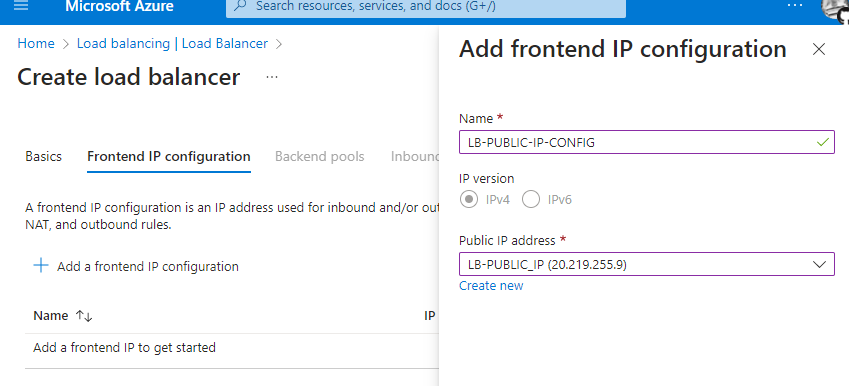 Microsoft Azure
Search resources, services, and docs (G+/)
...
Home > Load balancing | Load Balancer >
Create load balancer ...
Basics Frontend IP configuration Backend pools Inbound
A frontend IP configuration is an IP address used for inbound and/or out
NAT, and outbound rules.
+ Add a frontend IP configuration
Name ↑↓ IP
Add a frontend IP to get started
Add frontend IP configuration
Name *
LB-PUBLIC-IP-CONFIG
IP version
IPv4 IPv6
Public IP address *
LB-PUBLIC_IP (20.219.255.9)
Create new